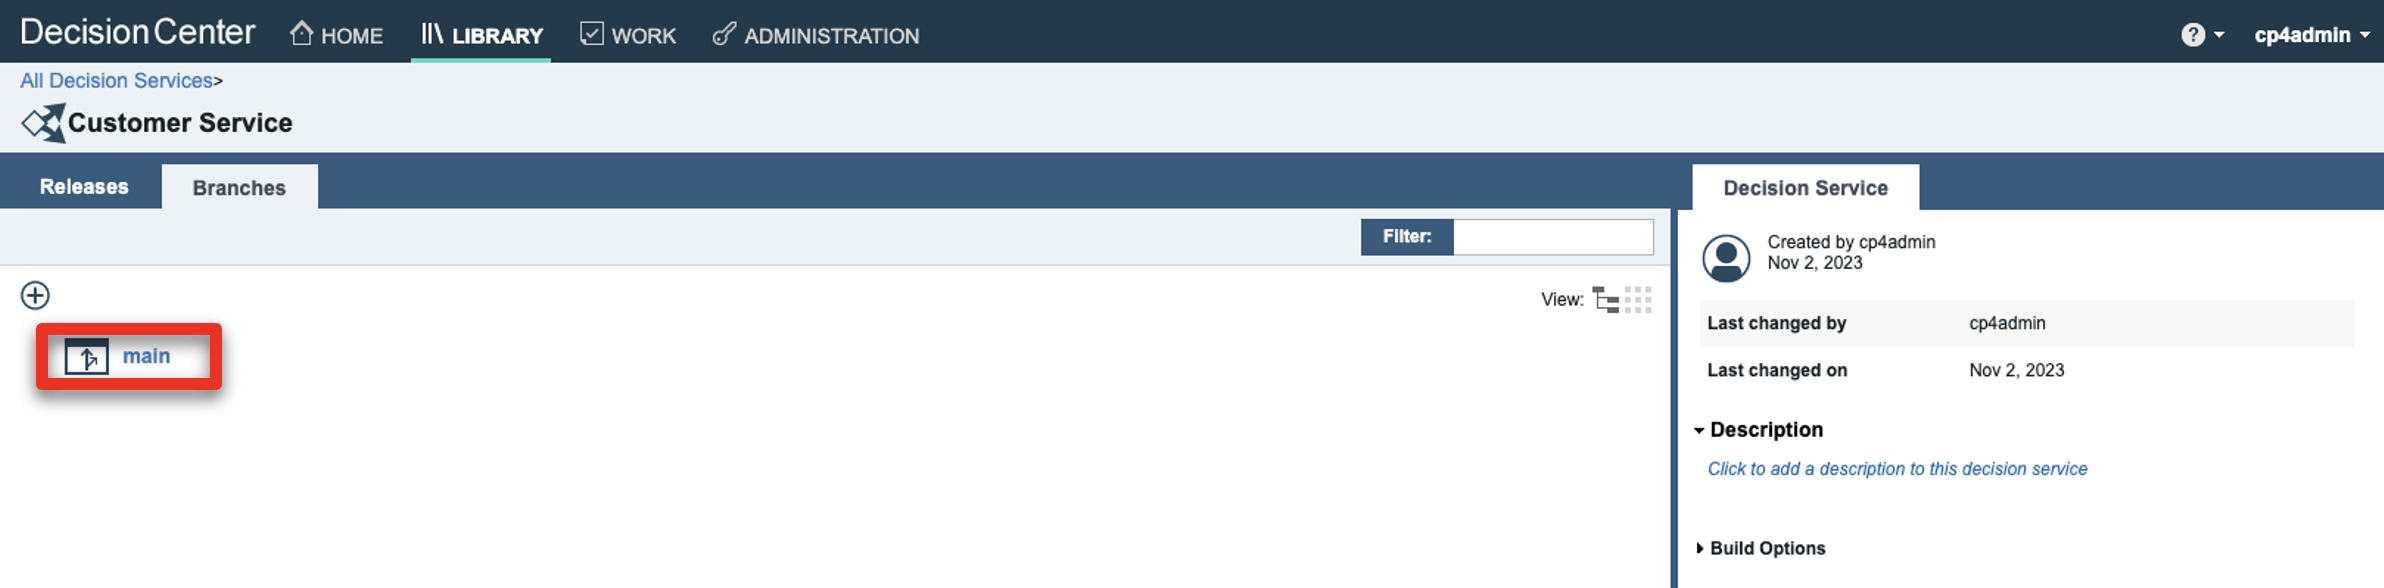 Decision Center HOME LIBRARY WORK ADMINISTRATION ? cp4admin
All Decision Services>
Customer Service
Releases Branches
Filter:
View:
main
Decision Service
Created by cp4admin
Nov 2, 2023
Last changed by cp4admin
Last changed on Nov 2, 2023
Description
Click to add a description to this decision service
Build Options